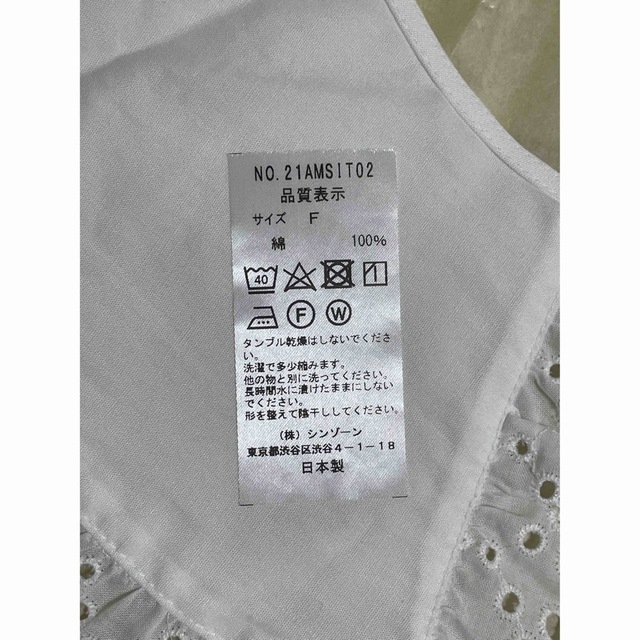 NO.21AMSIT02
品質表示
サイズ F
綿 100%
40
F W
タンブル乾燥はしないでくださ
い。
洗濯で多少縮みます。
他の物と別に洗ってください。
長時間水に漬けたままにしない
でください。
形を整えて陰干ししてください。
(株) シンゾーン
東京都渋谷区渋谷4-1-18
日本製